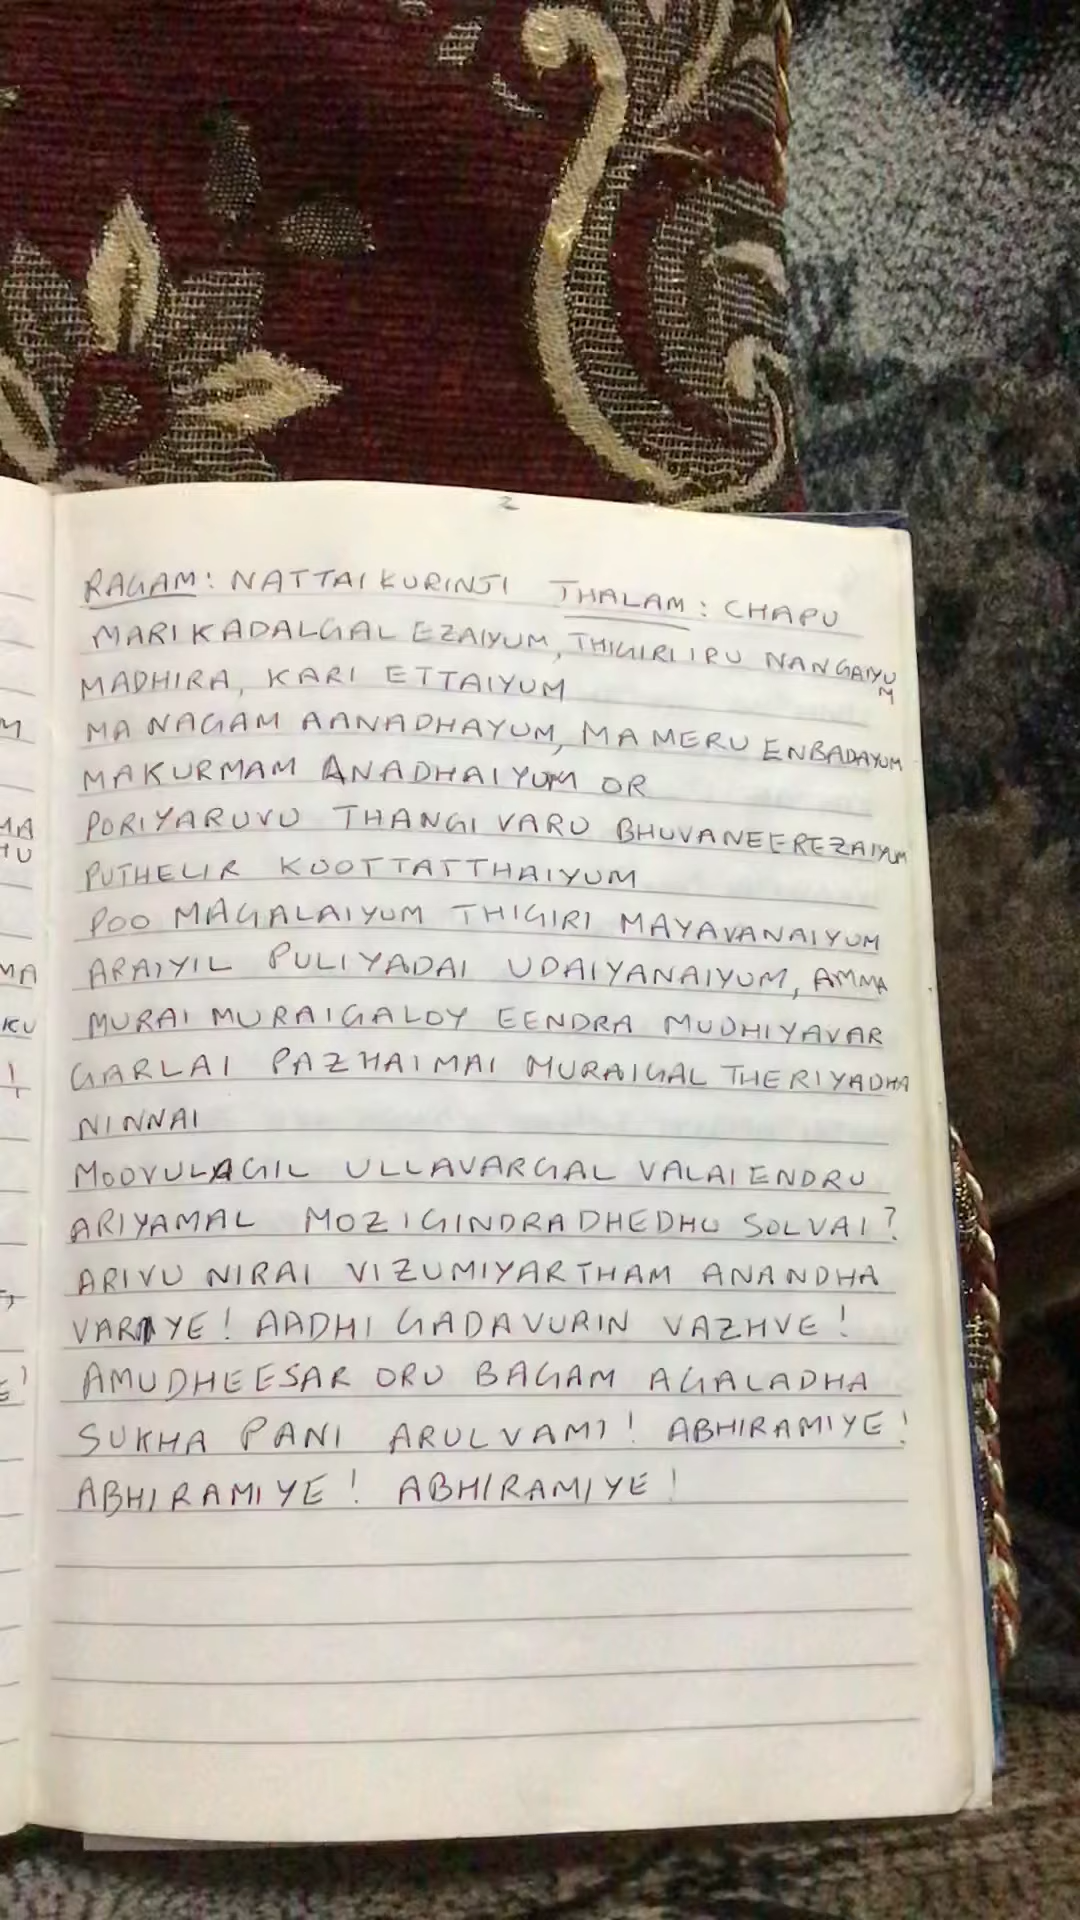 2
RAGAM: NATTAI KURINJI THALAM: CHAPU
MARI KADALGAL EZAIYUM, THIGIRI IRU NANGAIYUM
MADHIRA, KARI ETTAIYUM
MA NAGAM AANADHAYUM, MA MERU ENBADAYUM
MAKURMAM ANADHAIYUM OR
PORIYARUVU THANGI VARU BHUVANEEREZAIYUM
PUTHELIR KOOTTATTHAIYUM
POO MAGALAIYUM THIGIRI MAYAVANAIYUM
ARAIYIL PULIYADAI UDAIYANAIYUM, AMMA
MURAI MURAIGALOY EENDRA MUDHIYAVAR
GARLAI PAZHAIMAI MURAIGAL THERIYADHA
NINNAI
MOOVULAGIL ULLAVARGAL VALAI ENDRU
ARIYAMAL MOZIGINDRADHEDHU SOLVAI?
ARIVU NIRAI VIZUMIYARTHAM ANANDHA
VARIYE! AADHI GADAVURIN VAZHVE!
AMUDHEESAR ORU BAGAM AGALADHA
SUKHA PANI ARULVAMI! ABHIRAMIYE!
ABHIRAMIYE! ABHIRAMIYE!